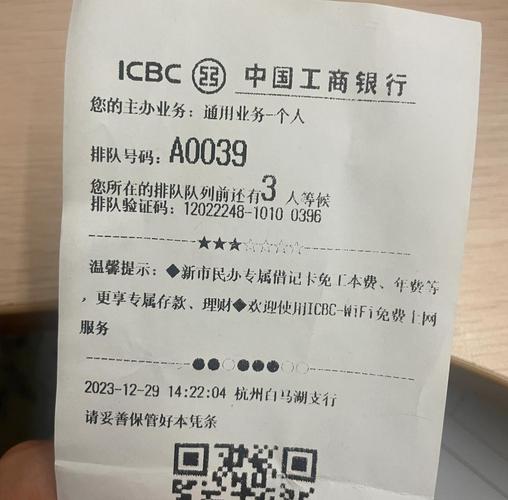 ICBC 中国工商银行
您的主办业务：通用业务-个人
排队号码：A0039
您所在的排队队列前还有3 人等候
排队验证码：12022248-1010 0396
温馨提示：◆新市民办专属借记卡免工本费、年费等
，更享专属存款、理财◆欢迎使用ICBC-WiFi免费上网
服务
2023-12-29 14:22:04 杭州白马湖支行
请妥善保管好本凭条